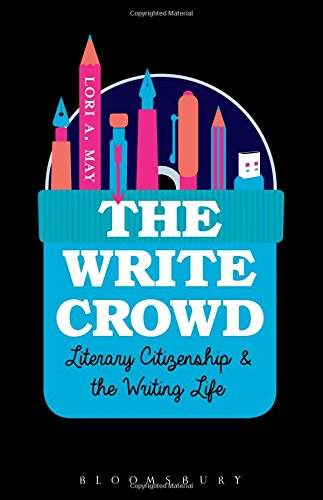 LORI A. MAY
THE
WRITE
CROWD
Literary Citizenship &
the Writing Life
BLOOMSBURY